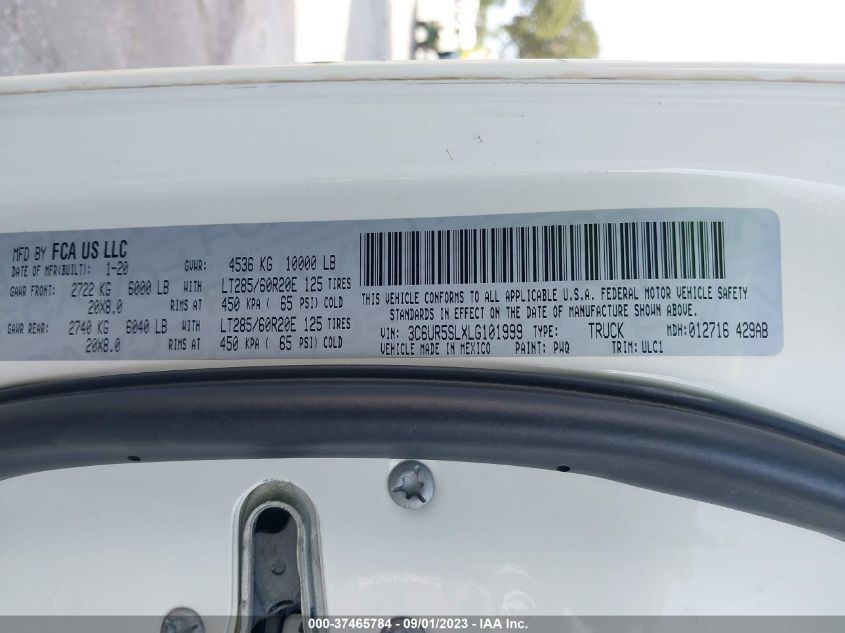 MFD BY FCA US LLC
DATE OF MFR(BUILT): 1-20 GVWR: 4536 KG 10000 LB
GAWR FRONT: 2722 KG 6000 LB WITH LT285/60R20E 125 TIRES
20X8.0 RIMS AT 450 KPA ( 65 PSI) COLD
GAWR REAR: 2740 KG 6040 LB WITH LT285/60R20E 125 TIRES
20X8.0 RIMS AT 450 KPA ( 65 PSI) COLD
THIS VEHICLE CONFORMS TO ALL APPLICABLE U.S.A. FEDERAL MOTOR VEHICLE SAFETY
STANDARDS IN EFFECT ON THE DATE OF MANUFACTURE SHOWN ABOVE.
VIN: 3C6UR5SLXLG101999 TYPE: TRUCK MDH:012716 429AB
VEHICLE MADE IN MEXICO PAINT: PWQ TRIM: ULC1
000-37465784 - 09/01/2023 - IAA Inc.